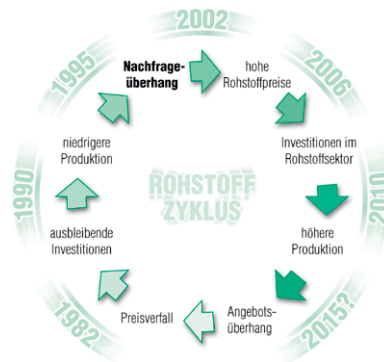 2002
Nachfrage-
überhang
hohe
Rohstoffpreise
2006
Investitionen im
Rohstoffsektor
2010
höhere
Produktion
2015?
Angebots-
überhang
Preisverfall
1982
ausbleibende
Investitionen
1990
niedrigere
Produktion
1995
ROHSTOFF
ZYKLUS